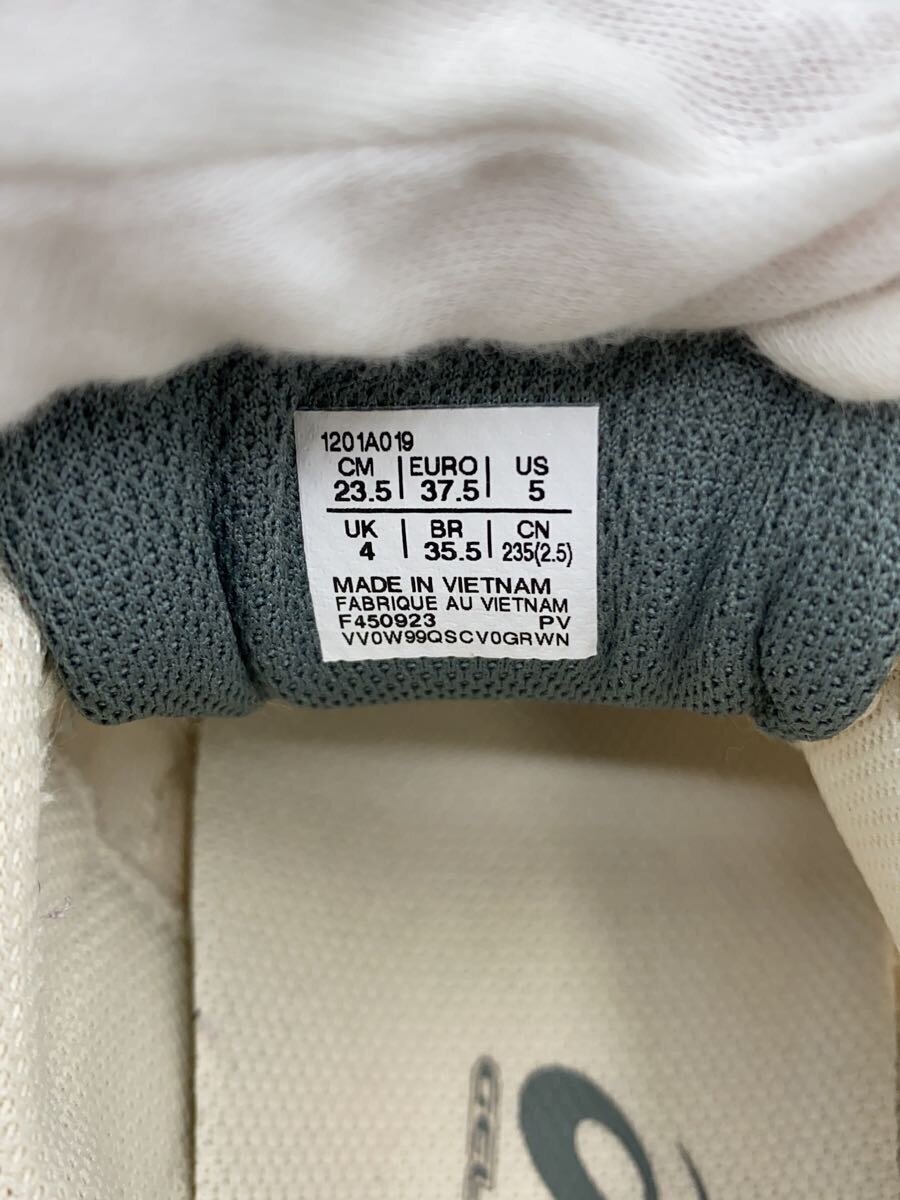 1201A019
CM EURO US
23.5 37.5 5
UK BR CN
4 35.5 235(2.5)
MADE IN VIETNAM
FABRIQUE AU VIETNAM
F450923 PV
VV0W99QSCV0GRWN
GEL